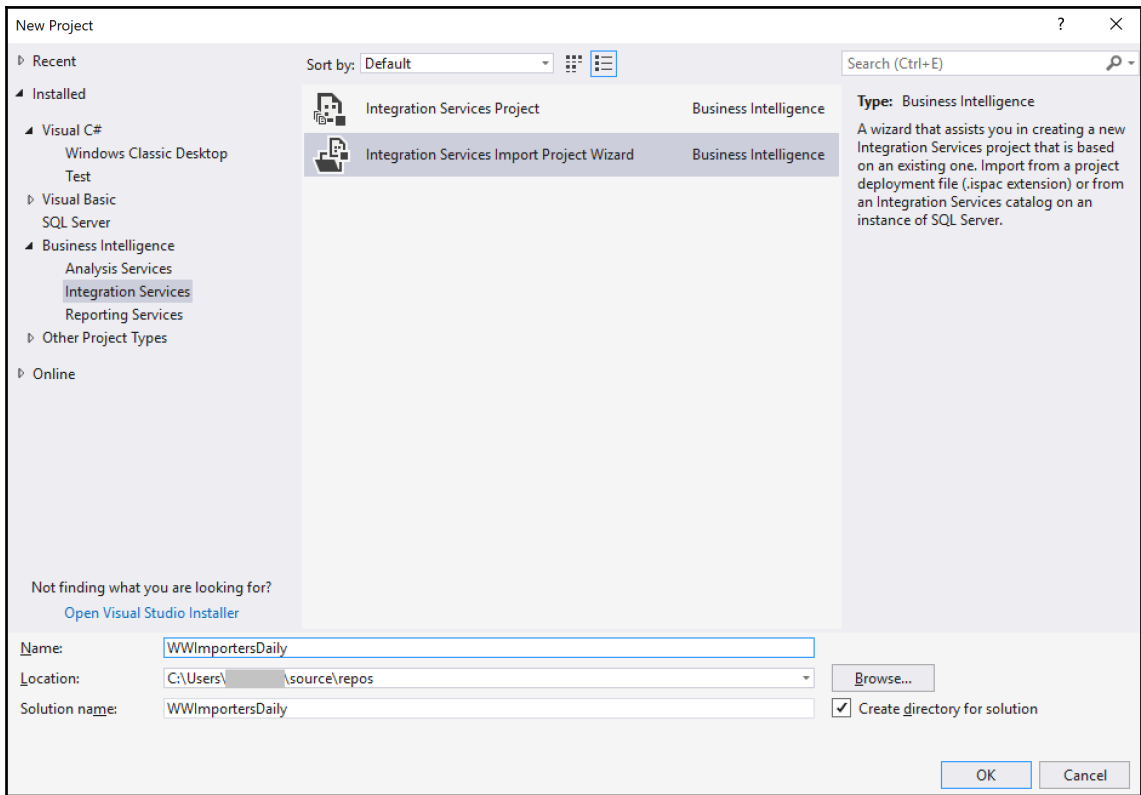 New Project
?
Recent
Installed
Visual C#
Windows Classic Desktop
Test
Visual Basic
SQL Server
Business Intelligence
Analysis Services
Integration Services
Reporting Services
Other Project Types
Online
Not finding what you are looking for?
Open Visual Studio Installer
Sort by: Default
Integration Services Project Business Intelligence
Integration Services Import Project Wizard Business Intelligence
Search (Ctrl+E)
Type: Business Intelligence
A wizard that assists you in creating a new
Integration Services project that is based
on an existing one. Import from a project
deployment file (.ispac extension) or from
an Integration Services catalog on an
instance of SQL Server.
Name: WWImportersDaily
Location: C:\Users\ \source\repos Browse...
Solution name: WWImportersDaily Create directory for solution
OK Cancel